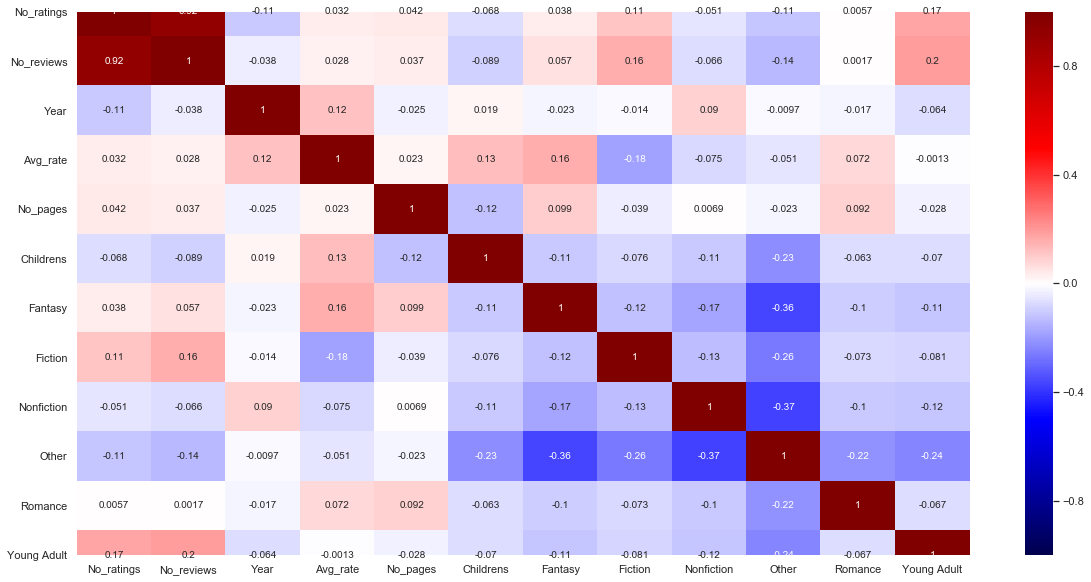 No_ratings 1 0.92 -0.11 0.032 0.042 -0.068 0.038 0.11 -0.051 -0.11 0.0057 0.17
No_reviews 0.92 1 -0.038 0.028 0.037 -0.089 0.057 0.16 -0.066 -0.14 0.0017 0.2
Year -0.11 -0.038 1 0.12 -0.025 0.019 -0.023 -0.014 0.09 -0.0097 -0.017 -0.064
Avg_rate 0.032 0.028 0.12 1 0.023 0.13 0.16 -0.18 -0.075 -0.051 0.072 -0.0013
No_pages 0.042 0.037 -0.025 0.023 1 -0.12 0.099 -0.039 0.0069 -0.023 0.092 -0.028
Childrens -0.068 -0.089 0.019 0.13 -0.12 1 -0.11 -0.076 -0.11 -0.23 -0.063 -0.07
Fantasy 0.038 0.057 -0.023 0.16 0.099 -0.11 1 -0.12 -0.17 -0.36 -0.1 -0.11
Fiction 0.11 0.16 -0.014 -0.18 -0.039 -0.076 -0.12 1 -0.13 -0.26 -0.073 -0.081
Nonfiction -0.051 -0.066 0.09 -0.075 0.0069 -0.11 -0.17 -0.13 1 -0.37 -0.1 -0.12
Other -0.11 -0.14 -0.0097 -0.051 -0.023 -0.23 -0.36 -0.26 -0.37 1 -0.22 -0.24
Romance 0.0057 0.0017 -0.017 0.072 0.092 -0.063 -0.1 -0.073 -0.1 -0.22 1 -0.067
Young Adult 0.17 0.2 -0.064 -0.0013 -0.028 -0.07 -0.11 -0.081 -0.12 -0.24 -0.067 1
No_ratings No_reviews Year Avg_rate No_pages Childrens Fantasy Fiction Nonfiction Other Romance Young Adult
0.8
0.4
0.0
-0.4
-0.8